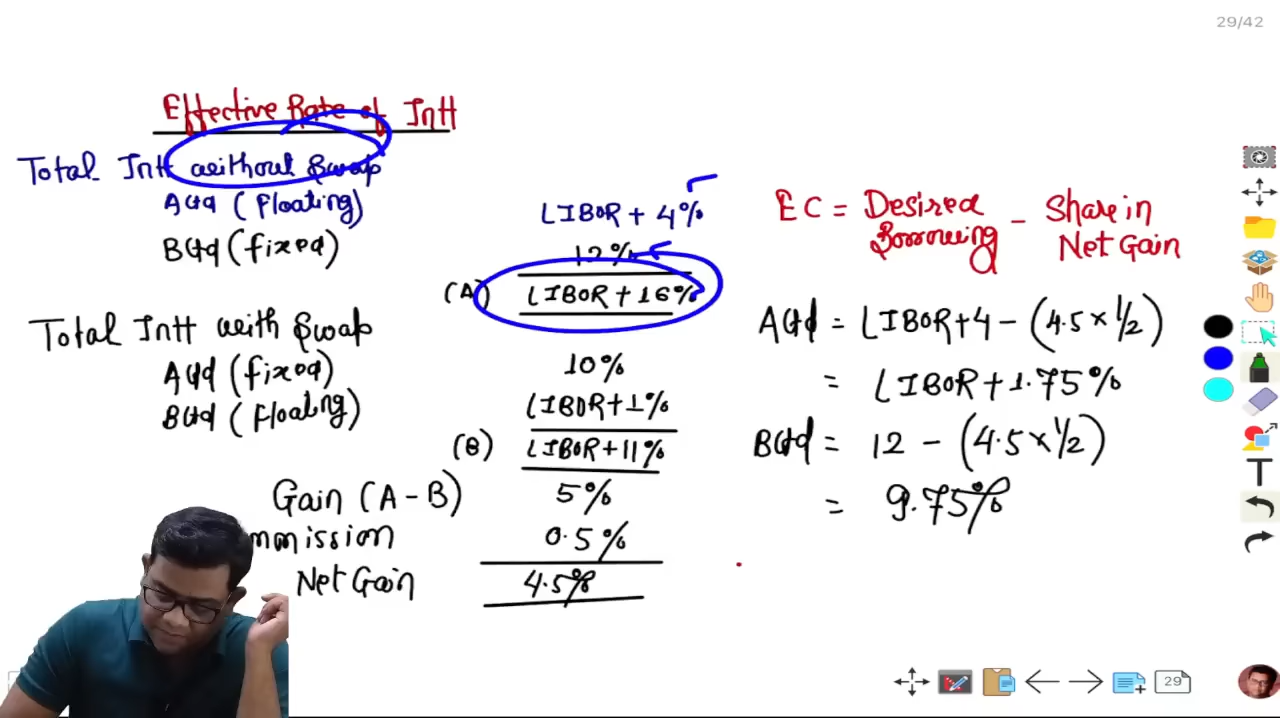 29/42
Effective Rate of Intt
Total Intt without Swap
A Ltd (Floating) LIBOR + 4%
B Ltd (fixed) 12%
(A) LIBOR + 16%
Total Intt with Swap
A Ltd (fixed) 10%
B Ltd (Floating) LIBOR + 1%
(B) LIBOR + 11%
Gain (A - B) 5%
mmission 0.5%
Net Gain 4.5%
EC = Desired Borrowing - Share in Net Gain
A Ltd = LIBOR + 4 - (4.5 × 1/2)
= LIBOR + 1.75%
B Ltd = 12 - (4.5 × 1/2)
= 9.75%
T
29